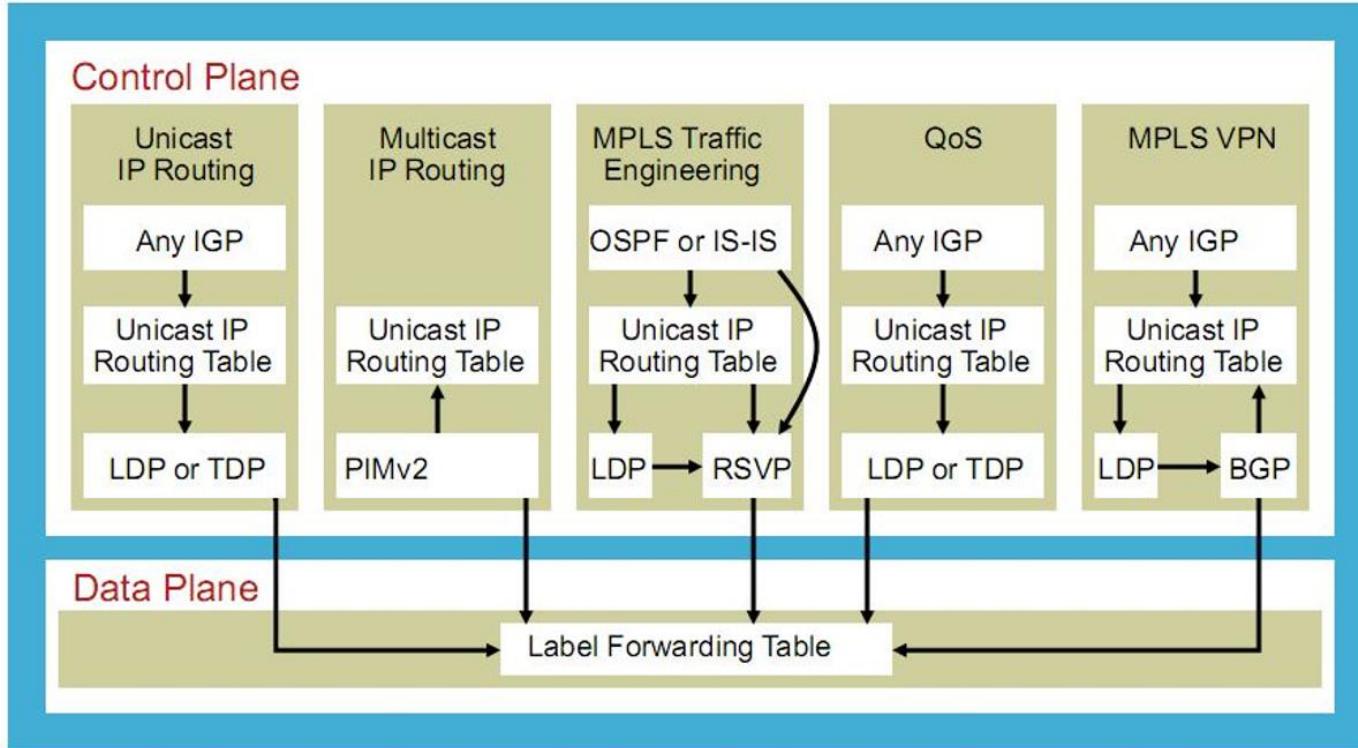 Control Plane
Unicast
IP Routing
Any IGP
Unicast IP
Routing Table
LDP or TDP
Multicast
IP Routing
Unicast IP
Routing Table
PIMv2
MPLS Traffic
Engineering
OSPF or IS-IS
Unicast IP
Routing Table
LDP
RSVP
QoS
Any IGP
Unicast IP
Routing Table
LDP or TDP
MPLS VPN
Any IGP
Unicast IP
Routing Table
LDP
BGP
Data Plane
Label Forwarding Table